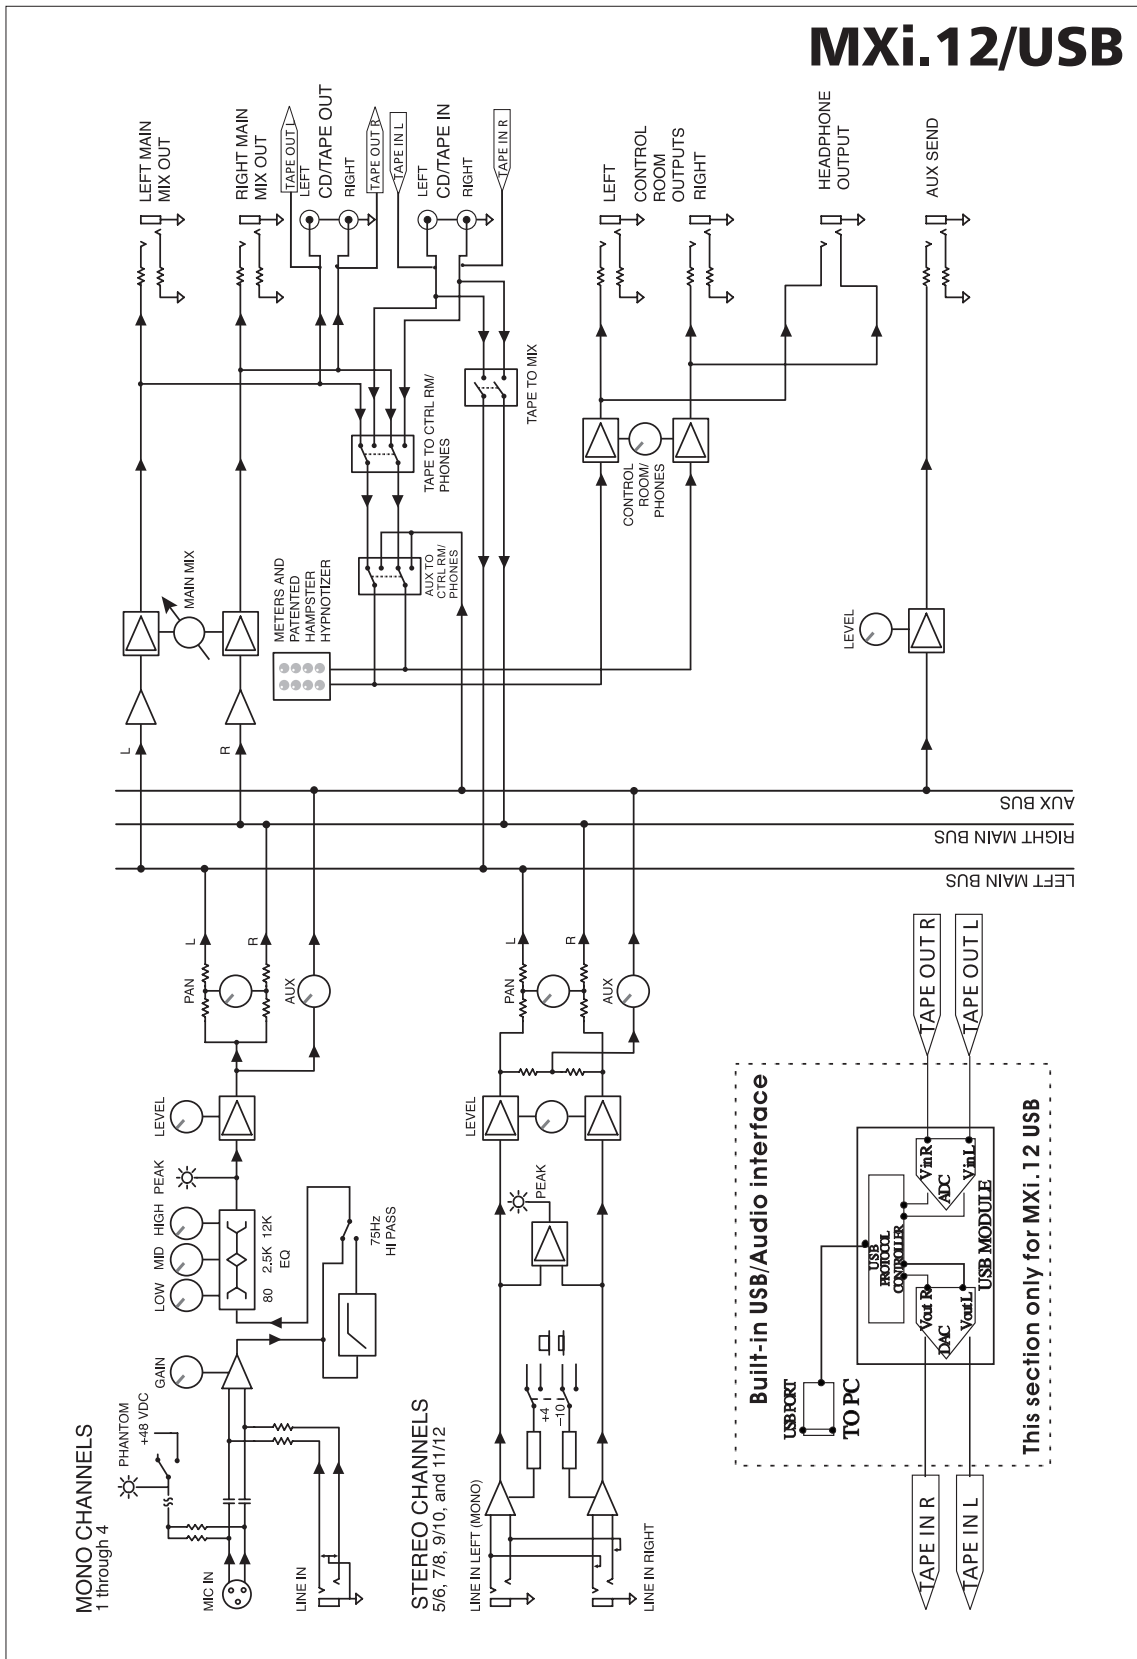 MXi.12/USB
LEFT MAIN
MIX OUT
RIGHT MAIN
MIX OUT
TAPE OUT L
LEFT
CD/TAPE OUT
RIGHT
TAPE OUT R
TAPE IN L
LEFT
CD/TAPE IN
RIGHT
TAPE IN R
LEFT
CONTROL
ROOM
OUTPUTS
RIGHT
HEADPHONE
OUTPUT
AUX SEND
TAPE TO CTRL RM/
PHONES
TAPE TO MIX
CONTROL
ROOM/
PHONES
AUX TO
CTRL RM/
PHONES
MAIN MIX
METERS AND
PATENTED
HAMPSTER
HYPNOTIZER
LEVEL
L
R
AUX BUS
RIGHT MAIN BUS
LEFT MAIN BUS
L
R
PAN
AUX
L
R
PAN
AUX
LEVEL
PEAK
HIGH
MID
LOW
80 2.5K 12K
EQ
75Hz
HI PASS
GAIN
PHANTOM
+48 VDC
MONO CHANNELS
1 through 4
MIC IN
LINE IN
LEVEL
PEAK
+4
–10
STEREO CHANNELS
5/6, 7/8, 9/10, and 11/12
LINE IN LEFT (MONO)
LINE IN RIGHT
TAPE OUT R
TAPE OUT L
Built-in USB/Audio interface
Vin R
Vin L
ADC
USB
PROTOCOL
CONTROLLER
USB MODULE
Vout R
Vout L
DAC
USB PORT
TO PC
This section only for MXi.12 USB
TAPE IN R
TAPE IN L